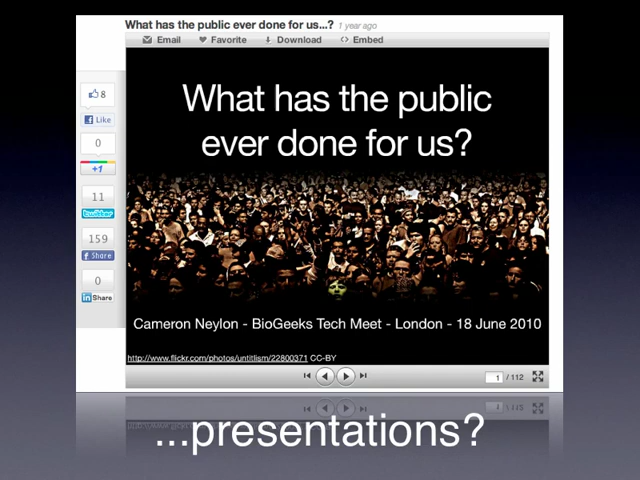 What has the public ever done for us...? 1 year ago
Email Favorite Download Embed
8
Like
0
+1
11
twitter
159
Share
0
in Share
What has the public
ever done for us?
Cameron Neylon - BioGeeks Tech Meet - London - 18 June 2010
http://www.flickr.com/photos/untitlism/22800371 CC-BY
1 / 112
...presentations?